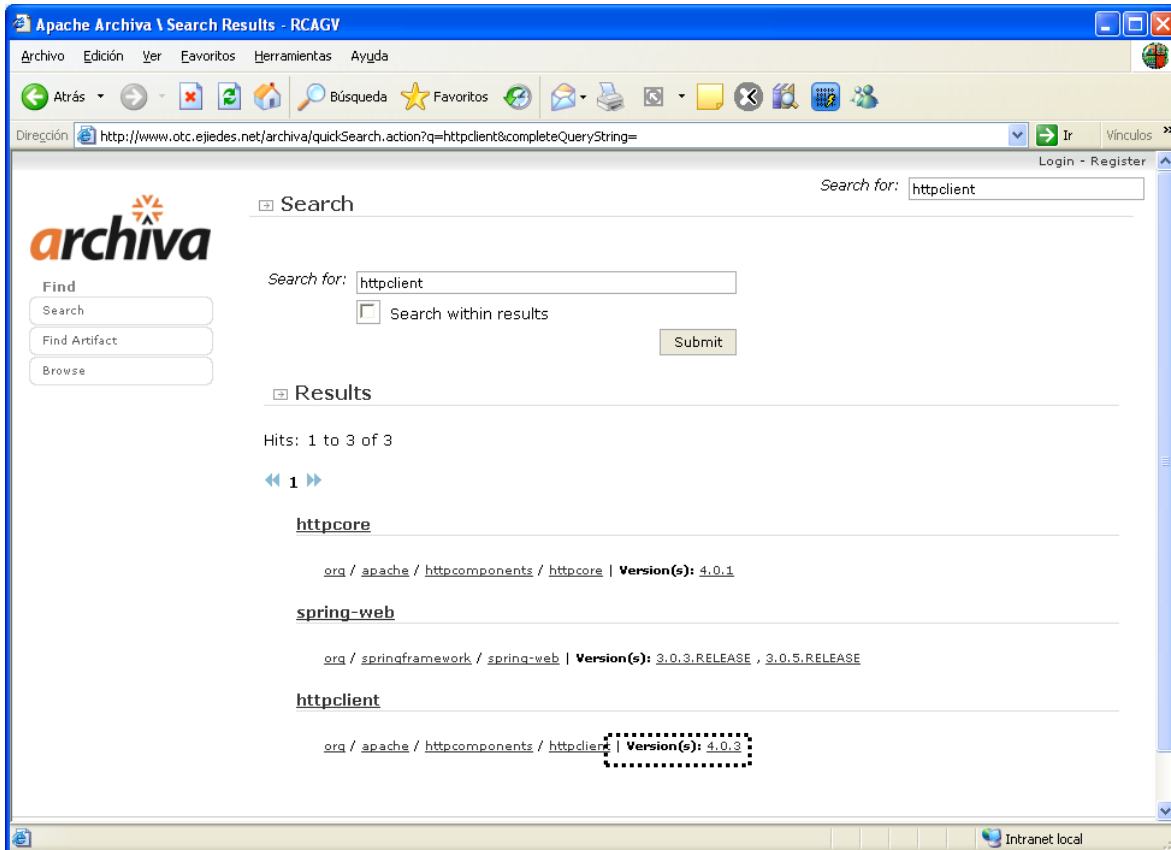 Apache Archiva \ Search Results - RCAGV
Archivo Edición Ver Favoritos Herramientas Ayuda
Atrás Búsqueda Favoritos
Dirección http://www.otc.ejiedes.net/archiva/quickSearch.action?q=httpclient&completeQueryString= Ir Vínculos »
Login - Register
Search for: httpclient
archiva
Search
Find
Search
Find Artifact
Browse
Search for: httpclient
Search within results
Submit
Results
Hits: 1 to 3 of 3
1
httpcore
org / apache / httpcomponents / httpcore | Version(s): 4.0.1
spring-web
org / springframework / spring-web | Version(s): 3.0.3.RELEASE , 3.0.5.RELEASE
httpclient
org / apache / httpcomponents / httpclient | Version(s): 4.0.3
Intranet local